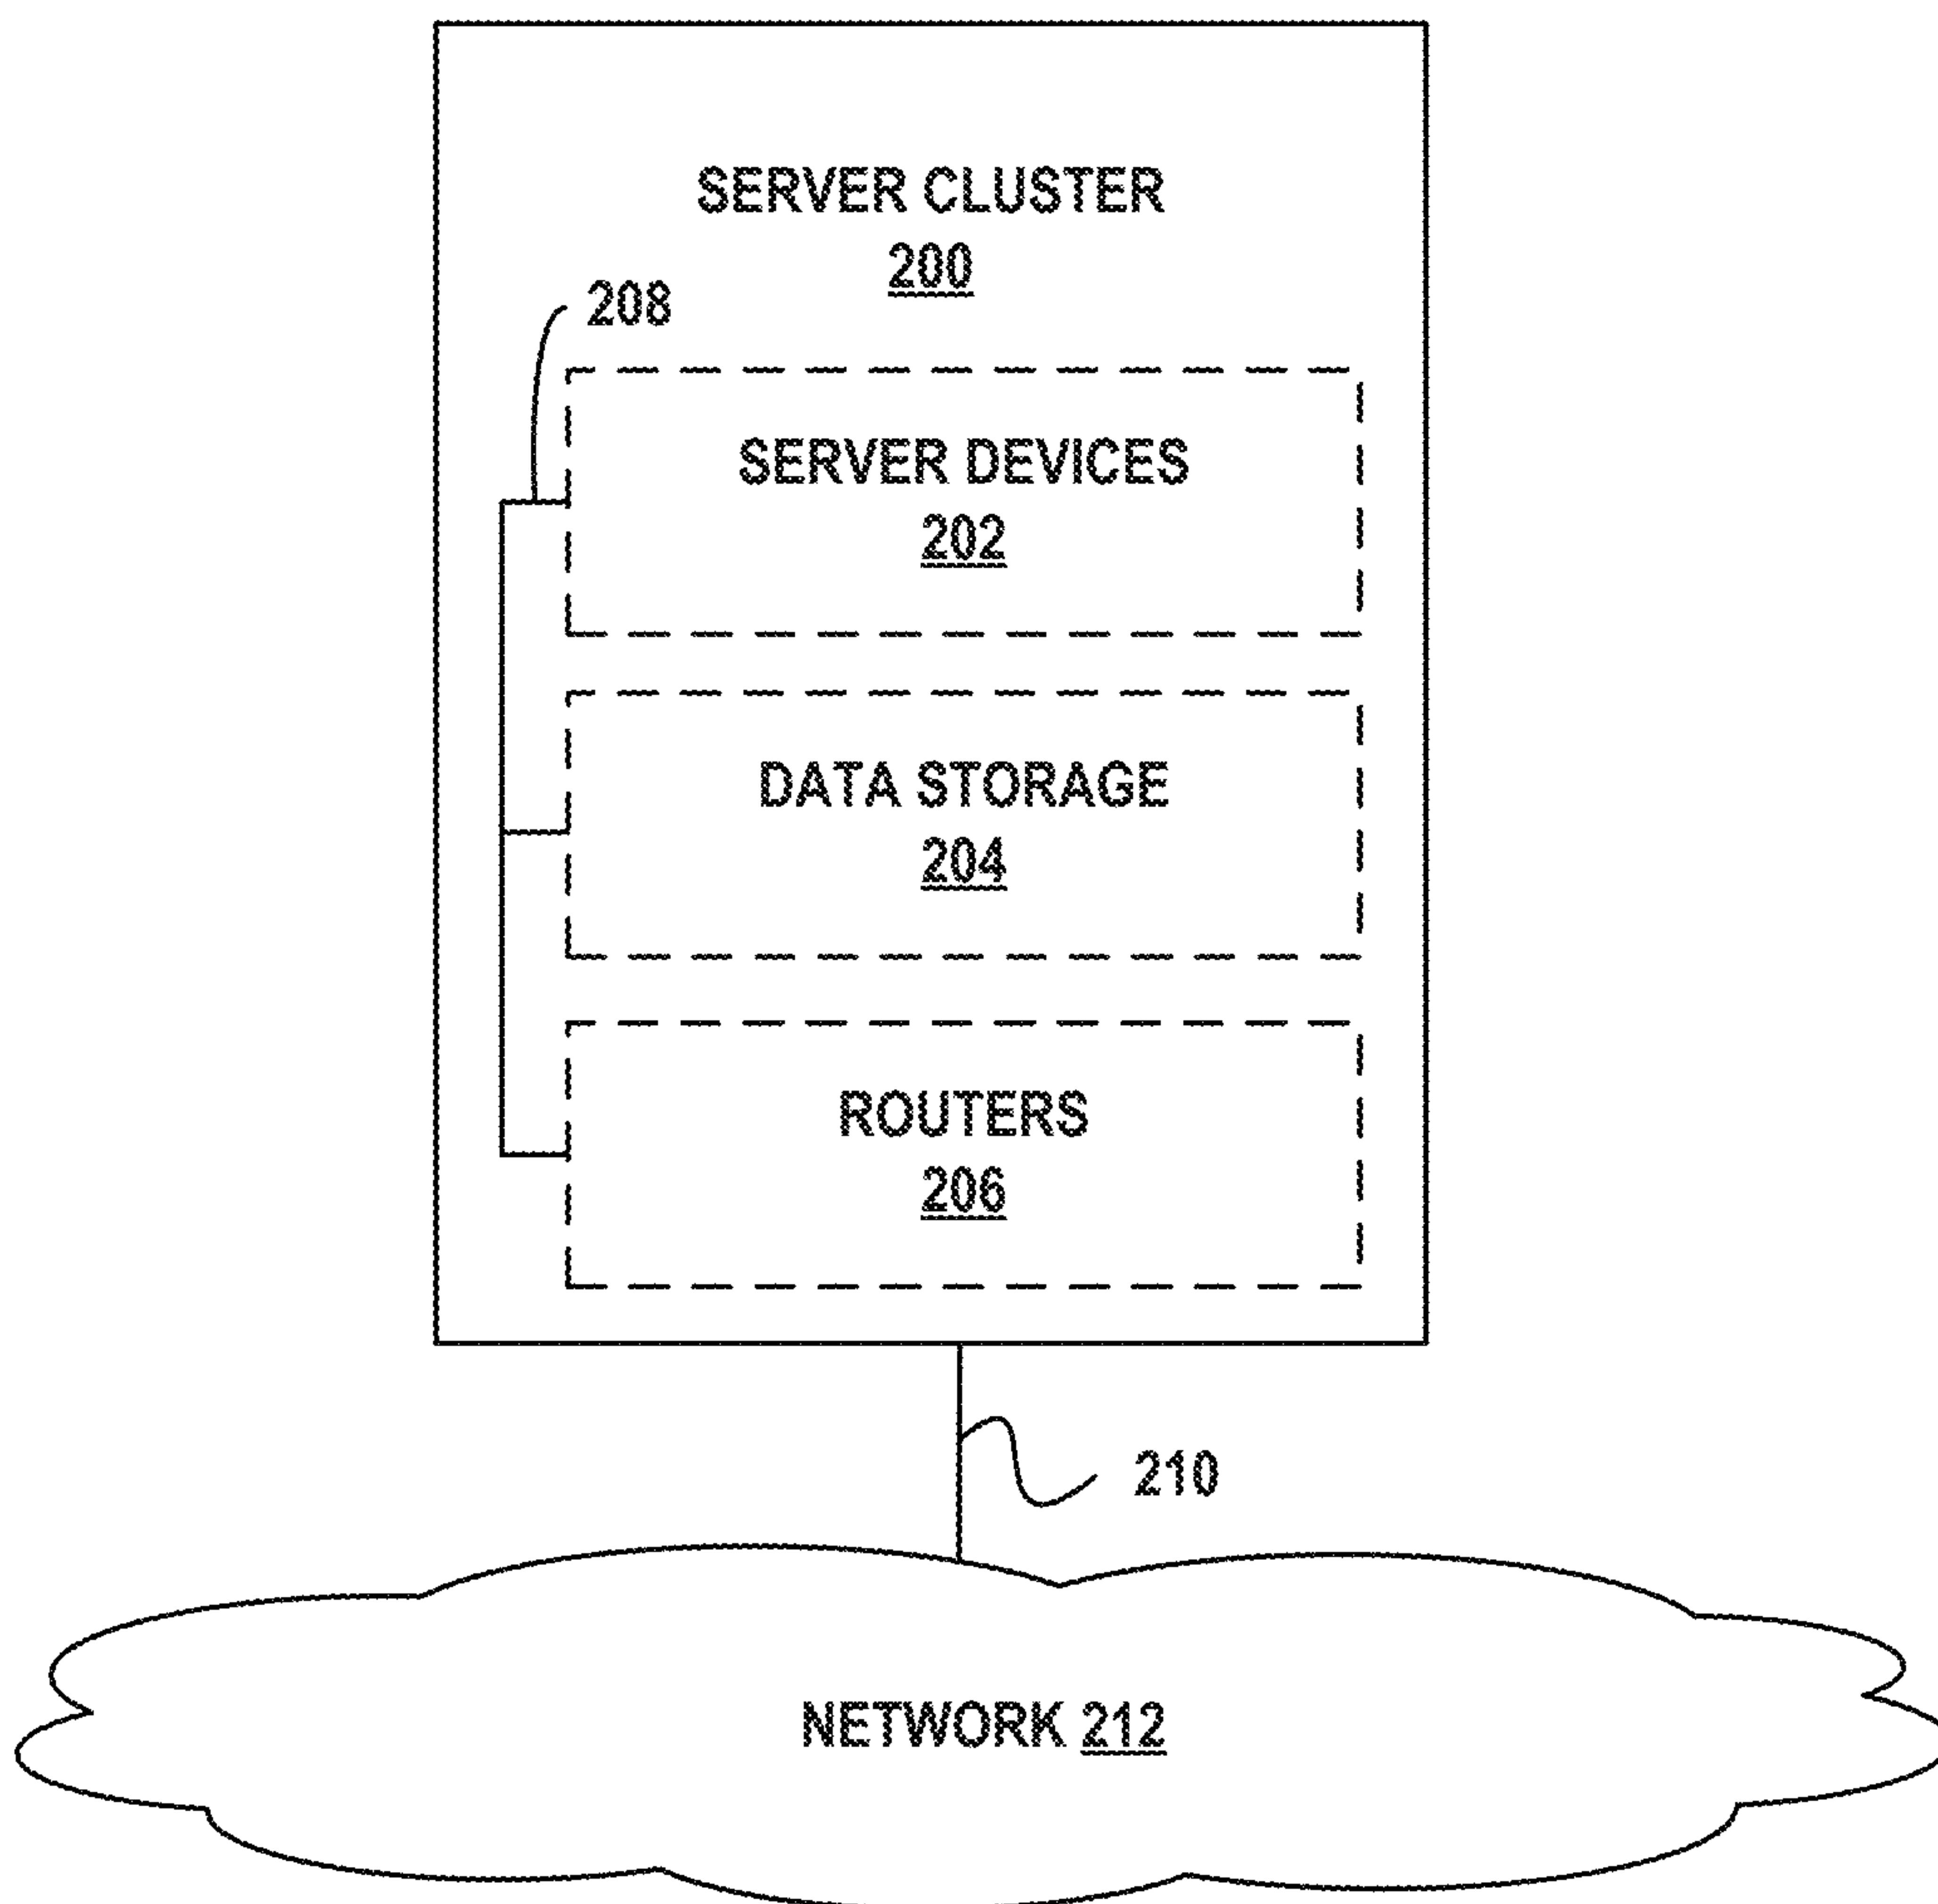 SERVER CLUSTER
200
208
SERVER DEVICES
202
DATA STORAGE
204
ROUTERS
206
210
NETWORK 212